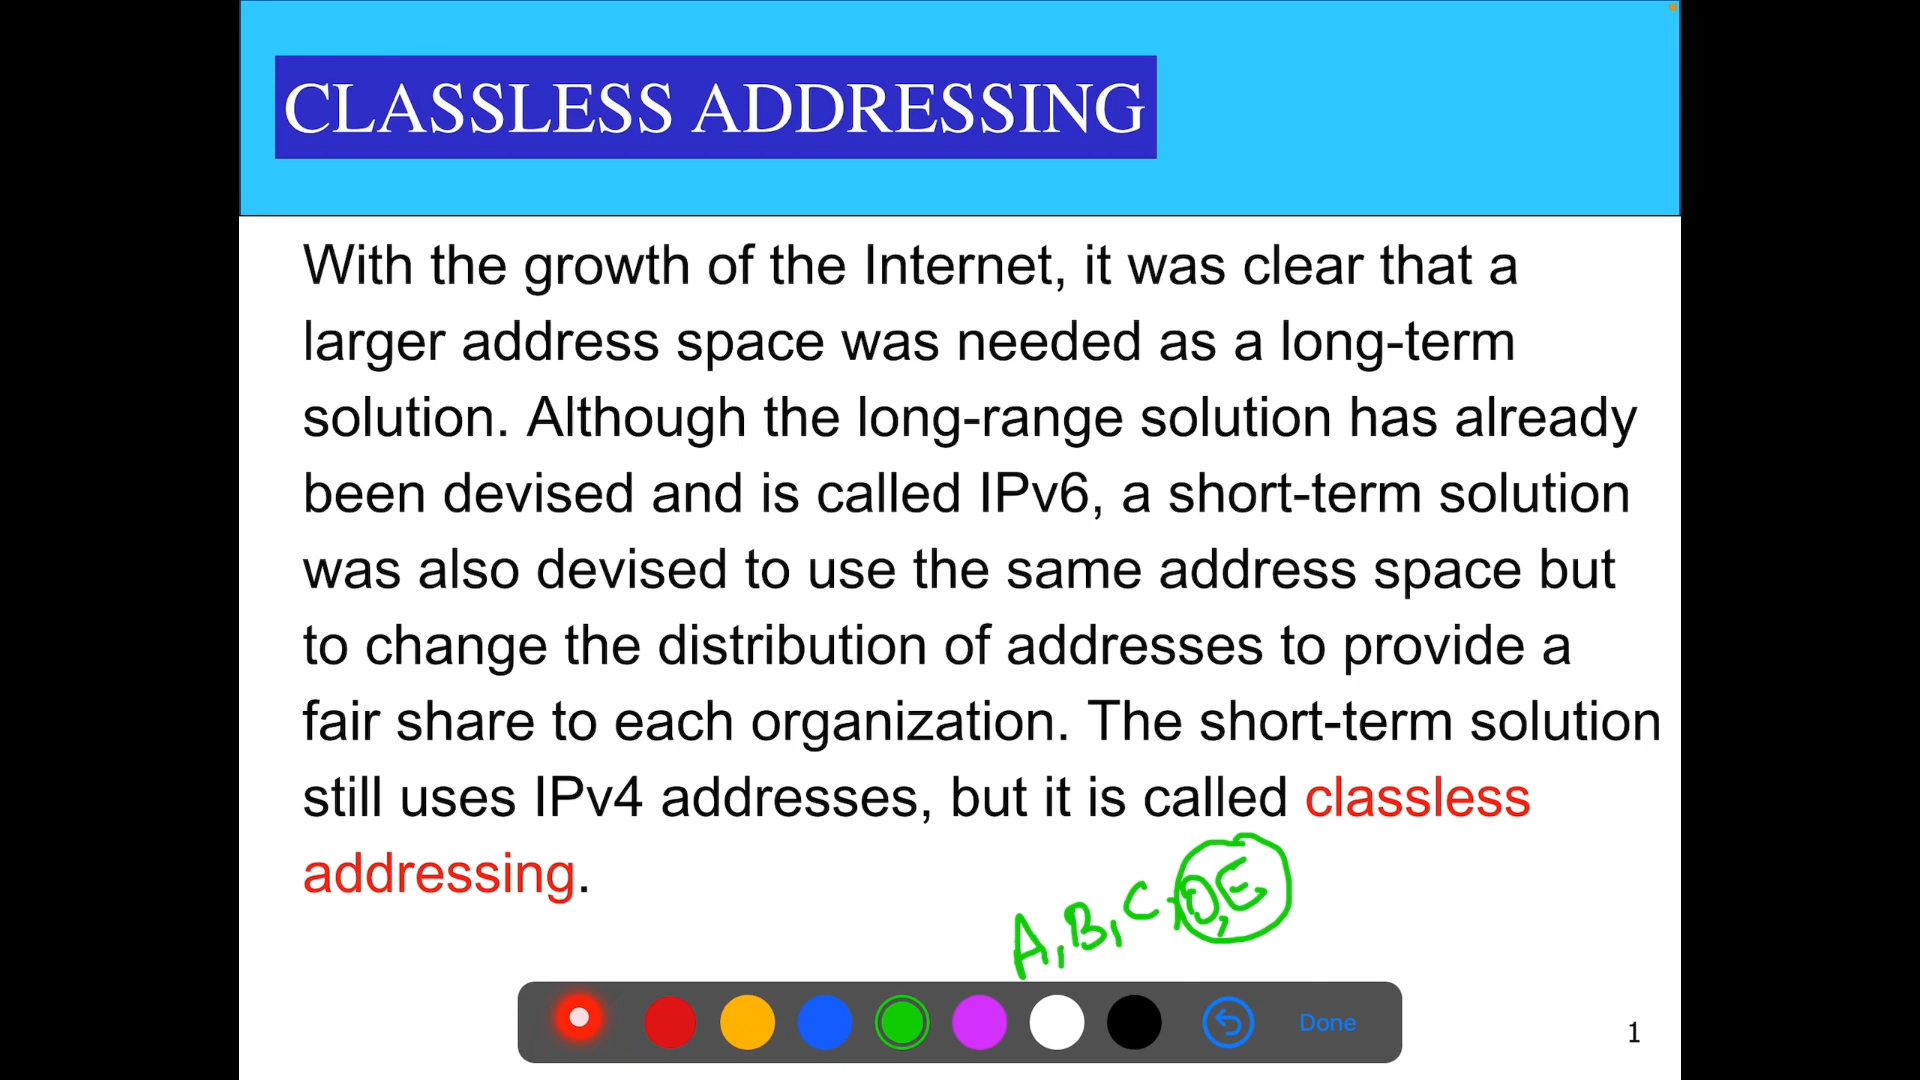 CLASSLESS ADDRESSING
With the growth of the Internet, it was clear that a
larger address space was needed as a long-term
solution. Although the long-range solution has already
been devised and is called IPv6, a short-term solution
was also devised to use the same address space but
to change the distribution of addresses to provide a
fair share to each organization. The short-term solution
still uses IPv4 addresses, but it is called classless
addressing.
A, B, C, D, E
Done
1